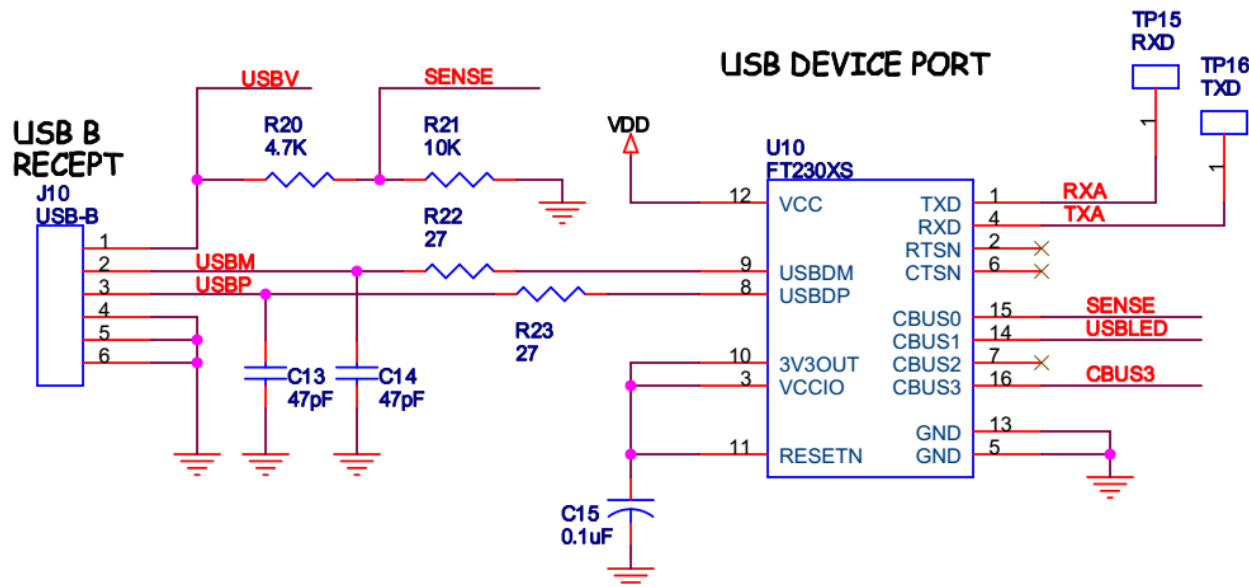 USB DEVICE PORT
TP15
RXD
1
TP16
TXD
1
USBV
SENSE
R20
4.7K
R21
10K
VDD
USB B
RECEPT
J10
USB-B
1
2
3
4
5
6
USBM
USBP
R22
27
R23
27
C13
47pF
C14
47pF
C15
0.1uF
U10
FT230XS
12 VCC
9 USBDM
8 USBDP
10 3V3OUT
3 VCCIO
11 RESETN
TXD 1 RXA
RXD 4 TXA
RTSN 2
CTSN 6
CBUS0 15 SENSE
CBUS1 14 USBLED
CBUS2 7
CBUS3 16 CBUS3
GND 13
GND 5